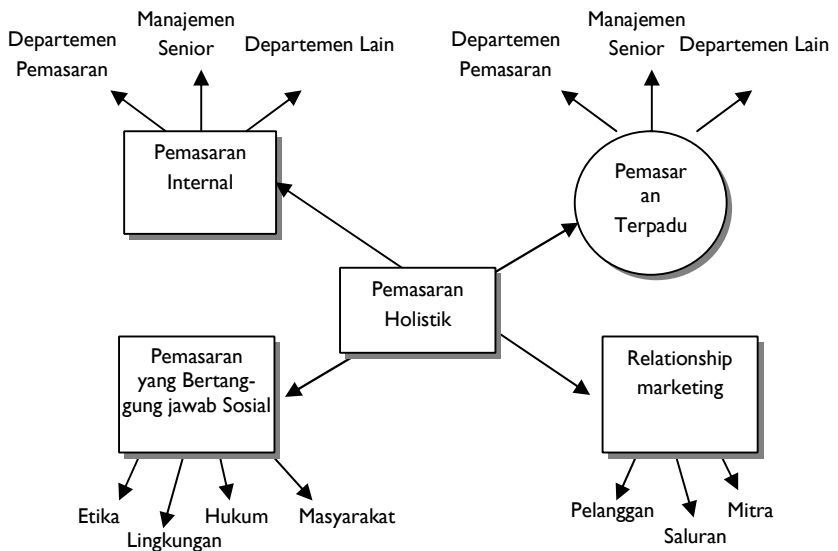 Departemen
Pemasaran
Manajemen
Senior
Departemen Lain
Departemen
Pemasaran
Manajemen
Senior
Departemen Lain
Pemasaran
Internal
Pemasar
an
Terpadu
Pemasaran
Holistik
Pemasaran
yang Bertang-
gung jawab Sosial
Relationship
marketing
Etika
Lingkungan
Hukum
Masyarakat
Pelanggan
Saluran
Mitra